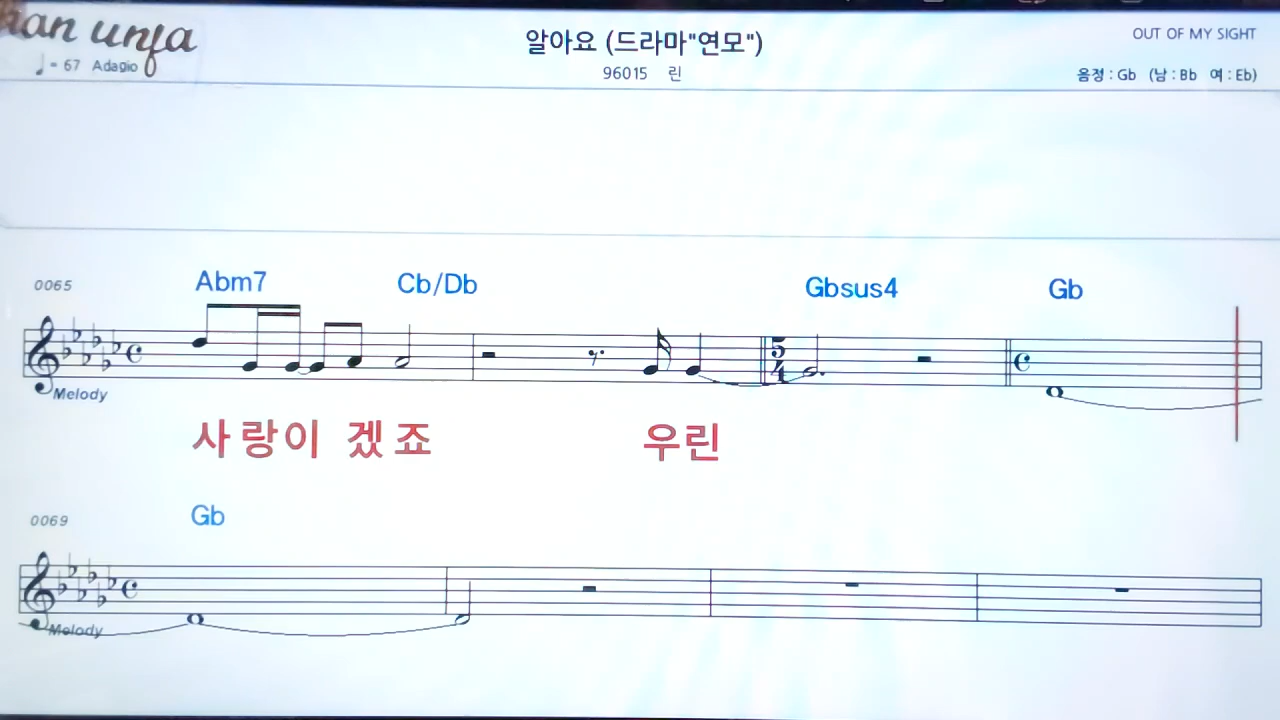 알아요 (드라마"연모")
OUT OF MY SIGHT
♩= 67 Adagio
96015 린
음정 : Gb (남 : Bb 여 : Eb)
0065 Abm7 Cb/Db Gbsus4 Gb
5
4
Melody
사랑이 겠죠 우린
0069 Gb
Melody